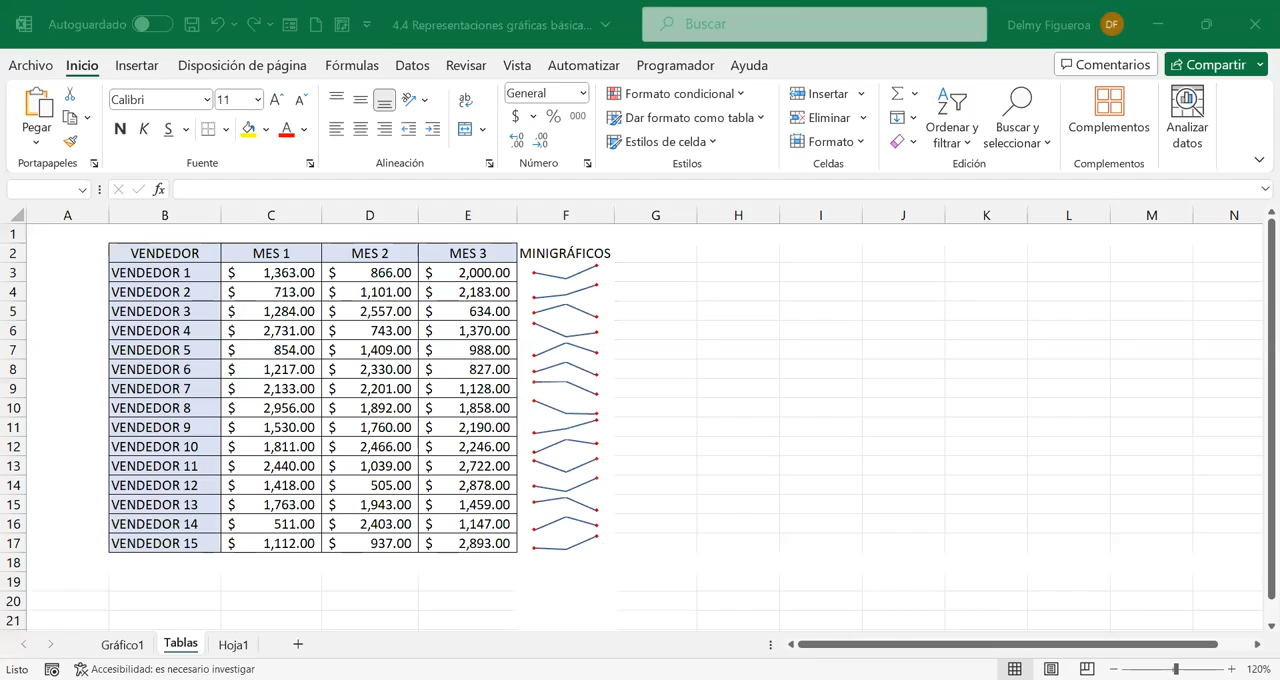 Autoguardado 4.4 Representaciones gráficas básica... Buscar Delmy Figueroa DF
Archivo Inicio Insertar Disposición de página Fórmulas Datos Revisar Vista Automatizar Programador Ayuda Comentarios Compartir
Pegar
Portapapeles
Calibri 11
N K S
Fuente
Alineación
General
$ % 000
Número
Formato condicional
Dar formato como tabla
Estilos de celda
Estilos
Insertar
Eliminar
Formato
Celdas
Ordenar y
filtrar
Buscar y
seleccionar
Edición
Complementos
Complementos
Analizar
datos
fx
A B C D E F G H I J K L M N
1
2 VENDEDOR MES 1 MES 2 MES 3 MINIGRÁFICOS
3 VENDEDOR 1 $ 1,363.00 $ 866.00 $ 2,000.00
4 VENDEDOR 2 $ 713.00 $ 1,101.00 $ 2,183.00
5 VENDEDOR 3 $ 1,284.00 $ 2,557.00 $ 634.00
6 VENDEDOR 4 $ 2,731.00 $ 743.00 $ 1,370.00
7 VENDEDOR 5 $ 854.00 $ 1,409.00 $ 988.00
8 VENDEDOR 6 $ 1,217.00 $ 2,330.00 $ 827.00
9 VENDEDOR 7 $ 2,133.00 $ 2,201.00 $ 1,128.00
10 VENDEDOR 8 $ 2,956.00 $ 1,892.00 $ 1,858.00
11 VENDEDOR 9 $ 1,530.00 $ 1,760.00 $ 2,190.00
12 VENDEDOR 10 $ 1,811.00 $ 2,466.00 $ 2,246.00
13 VENDEDOR 11 $ 2,440.00 $ 1,039.00 $ 2,722.00
14 VENDEDOR 12 $ 1,418.00 $ 505.00 $ 2,878.00
15 VENDEDOR 13 $ 1,763.00 $ 1,943.00 $ 1,459.00
16 VENDEDOR 14 $ 511.00 $ 2,403.00 $ 1,147.00
17 VENDEDOR 15 $ 1,112.00 $ 937.00 $ 2,893.00
18
19
20
21
Gráfico1 Tablas Hoja1
Listo Accesibilidad: es necesario investigar 120%